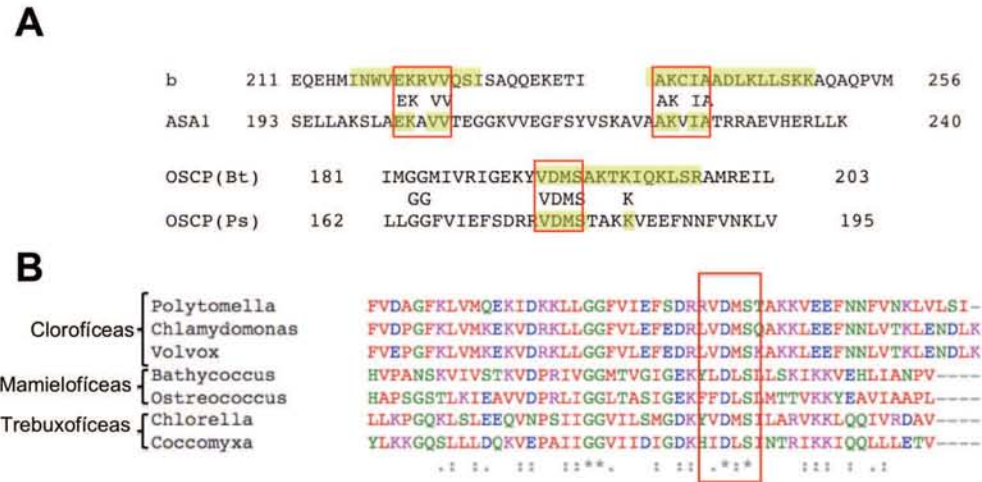 A
b 211 EQEHMINWVEKRVVQSISAQQEKETI AKCIAADLKLLSKKAQAQPVM 256
EK VV AK IA
ASA1 193 SELLAKSLAEKAVVTEGGKVVEGFSYVSKAVAAKVIATRRAEVHERLLK 240
OSCP(Bt) 181 IMGGMIVRIGEKYVDMSAKTKIQKLSRAMREIL 203
GG VDMS K
OSCP(Ps) 162 LLGGFVIEFSDRRVDMSTAKKVEEFNNFVNKLV 195
B
Clorofíceas
Polytomella FVDAGFKLVMQEKIDKKLLGGFVIEFSDRRVDMSTAKKVEEFNNFVNKLVLSI-
Chlamydomonas FVDPGFKLVMKEKVDRKLLGGFVLEFEDRLVDMSQAKKLEEFNNLVTKLENDLK
Volvox FVEPGFKLVMKEKVDRKLLGGFVLEFEDRLVDMSKAKKLEEFNNLVTKLENDLK
Mamielofíceas
Bathycoccus HVPANSKVIVSTKVDPRIVGGMTVGIGEKYLDLSLLSKIKKVEHLIANPV----
Ostreococcus HAPSGSTLKIEAVVDPRLIGGLTASIGEKFFDLSLMTTVKKYEAVIAAPL----
Trebuxofíceas
Chlorella LLKPGQKLSLEEQVNPSIIGGVILSMGDKYVDMSILARVKKLQQIVRDAV----
Coccomyxa YLKKGQSLLLDQKVEPAIIGGVIIDIGDKHIDLSINTRIKKIQQLLLETV----
.: :. :: :: :**. : :: .*:* ::: : .: